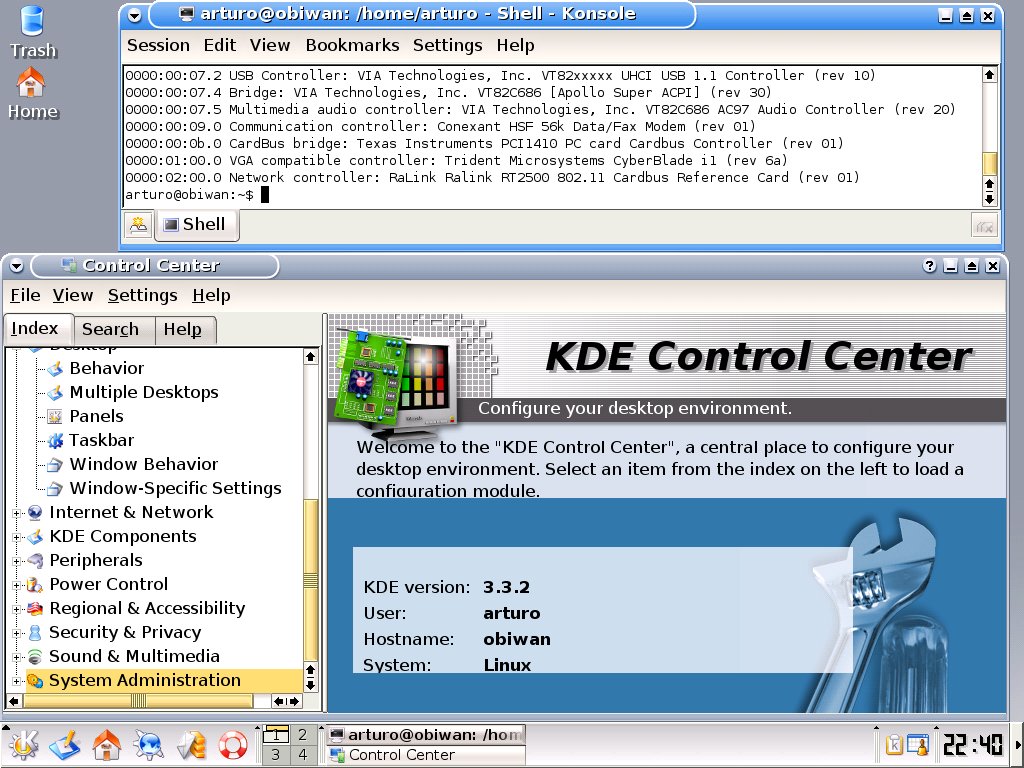 Trash
Home
arturo@obiwan: /home/arturo - Shell - Konsole
Session Edit View Bookmarks Settings Help
0000:00:07.2 USB Controller: VIA Technologies, Inc. VT82xxxxx UHCI USB 1.1 Controller (rev 10)
0000:00:07.4 Bridge: VIA Technologies, Inc. VT82C686 [Apollo Super ACPI] (rev 30)
0000:00:07.5 Multimedia audio controller: VIA Technologies, Inc. VT82C686 AC97 Audio Controller (rev 20)
0000:00:09.0 Communication controller: Conexant HSF 56k Data/Fax Modem (rev 01)
0000:00:0b.0 CardBus bridge: Texas Instruments PCI1410 PC card Cardbus Controller (rev 01)
0000:01:00.0 VGA compatible controller: Trident Microsystems CyberBlade i1 (rev 6a)
0000:02:00.0 Network controller: RaLink Ralink RT2500 802.11 Cardbus Reference Card (rev 01)
arturo@obiwan:~$
Shell
Control Center
File View Settings Help
Index Search Help
Desktop
Behavior
Multiple Desktops
Panels
Taskbar
Window Behavior
Window-Specific Settings
Internet & Network
KDE Components
Peripherals
Power Control
Regional & Accessibility
Security & Privacy
Sound & Multimedia
System Administration
KDE Control Center
Configure your desktop environment.
Welcome to the "KDE Control Center", a central place to configure your
desktop environment. Select an item from the index on the left to load a
configuration module.
KDE version: 3.3.2
User: arturo
Hostname: obiwan
System: Linux
1 2
3 4
arturo@obiwan: /hom
Control Center
22:40